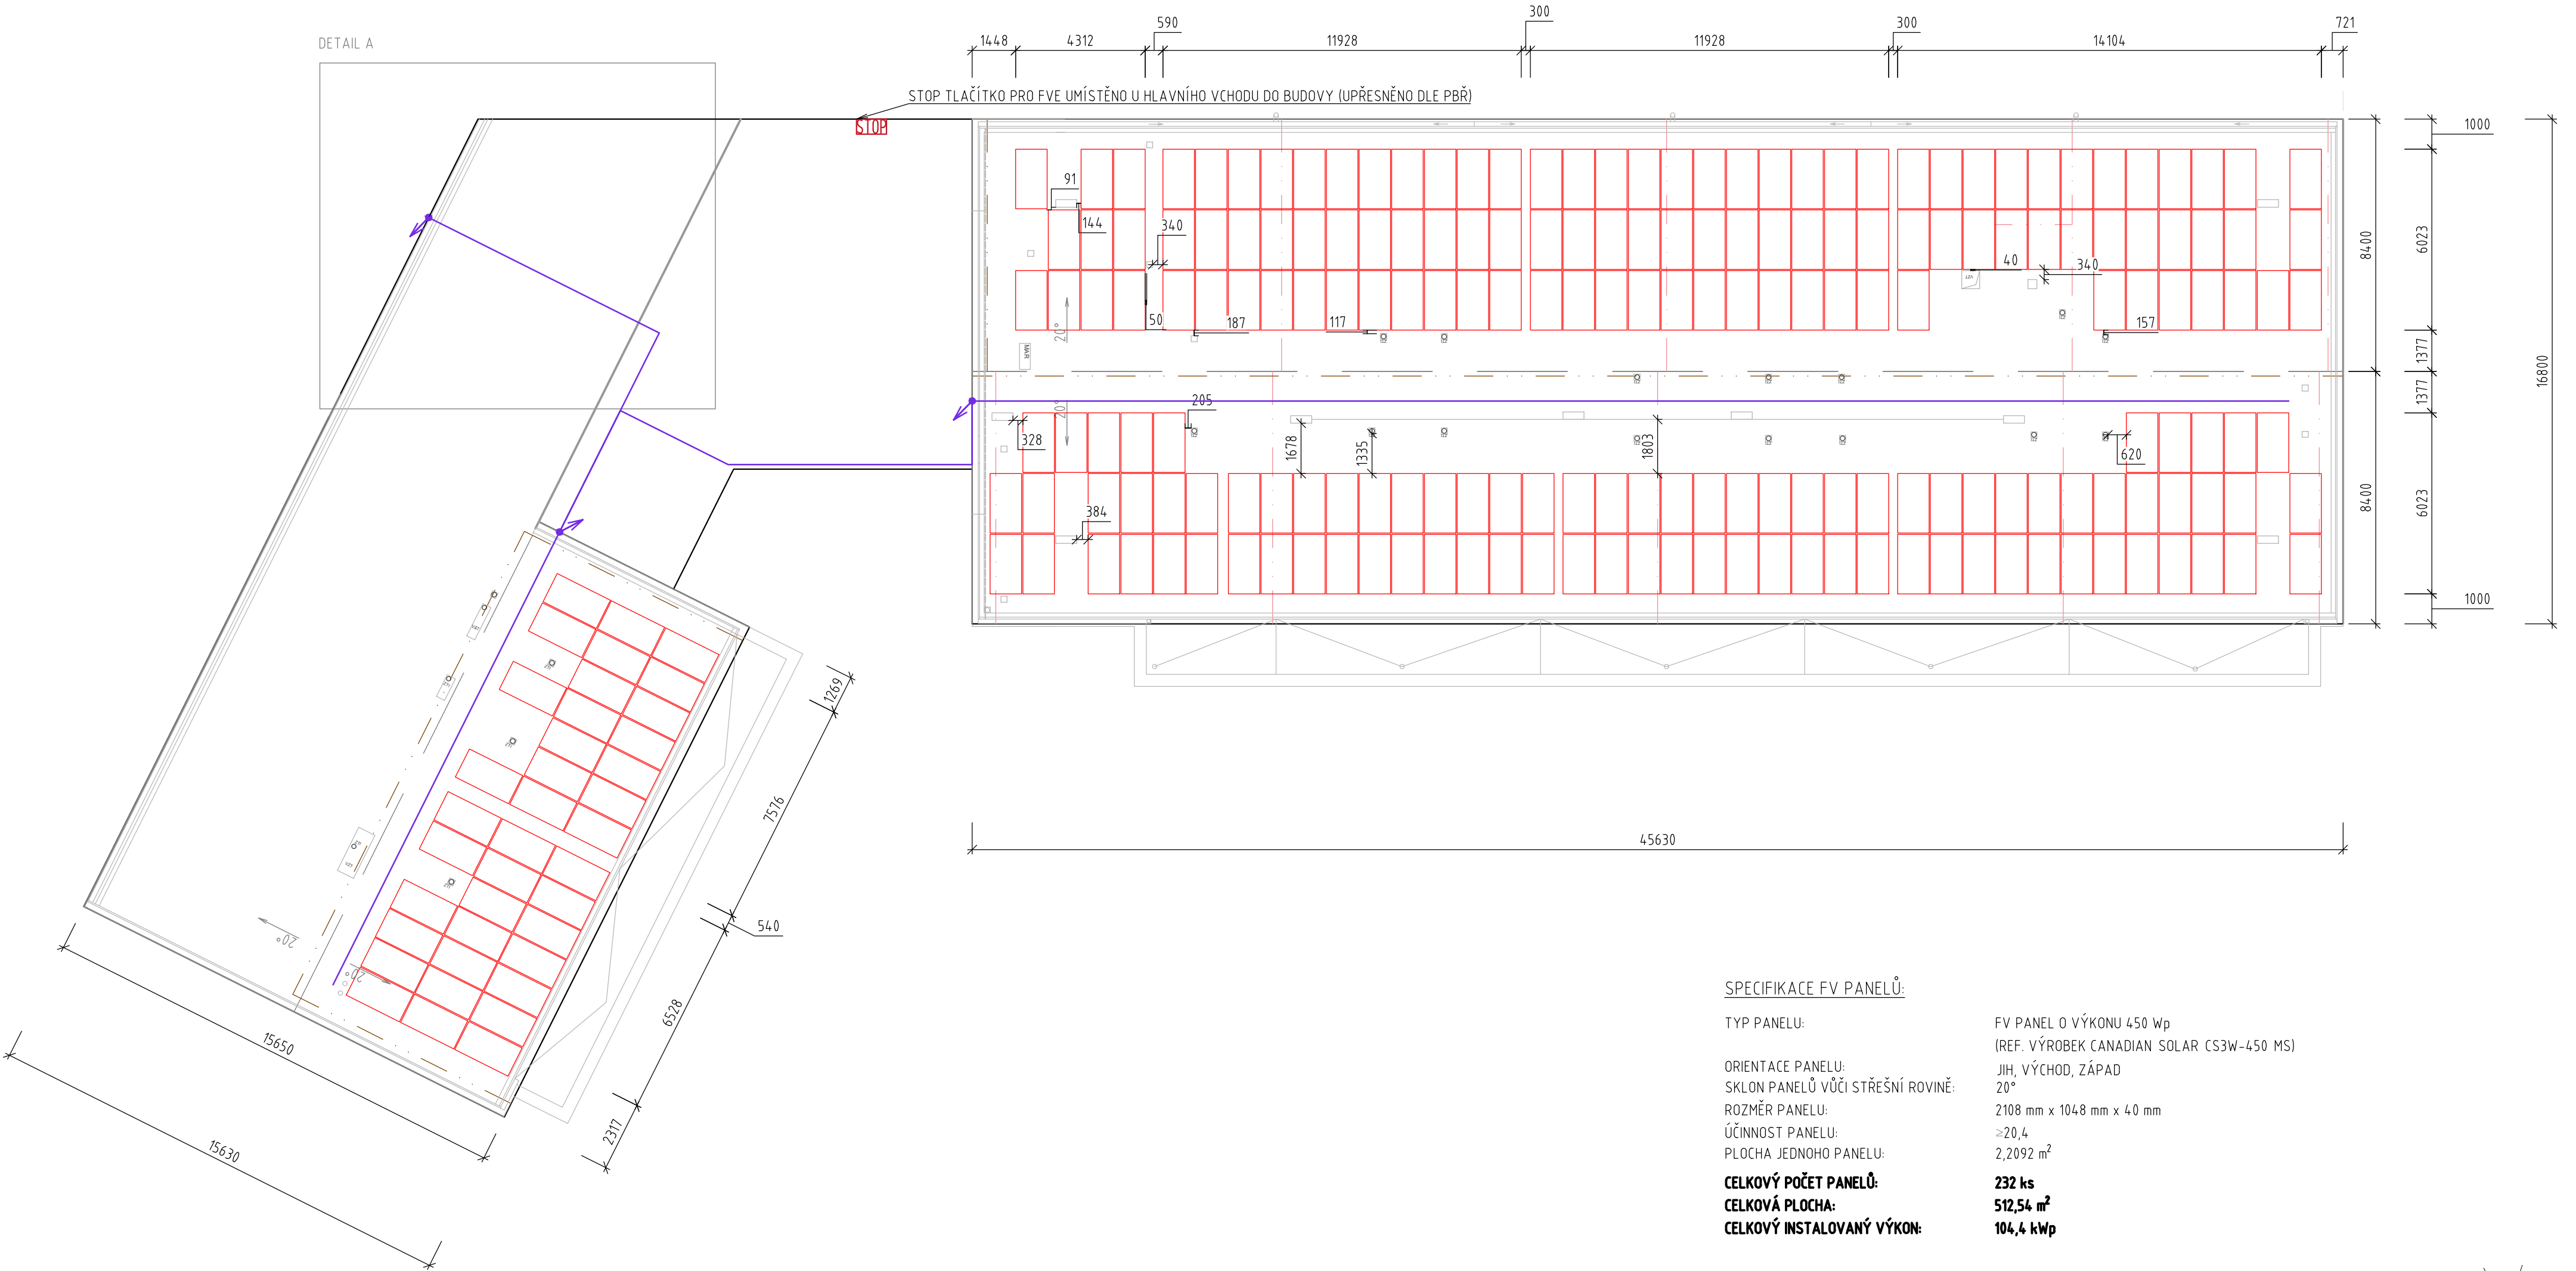 DETAIL A
1448
4312
590
11928
300
11928
300
14104
721
STOP TLAČÍTKO PRO FVE UMÍSTĚNO U HLAVNÍHO VCHODU DO BUDOVY (UPŘESNĚNO DLE PBŘ)
STOP
1000
91
144
340
8400
6023
40
340
VZT
50
187
117
157
20°
MAR
1377
16800
1377
20°
205
328
1678
1335
1803
620
384
8400
6023
1000
VZT
1269
7576
540
45630
VZT
20°
20°
6528
2317
15650
15630
SPECIFIKACE FV PANELŮ:
TYP PANELU: FV PANEL O VÝKONU 450 Wp
(REF. VÝROBEK CANADIAN SOLAR CS3W-450 MS)
ORIENTACE PANELU: JIH, VÝCHOD, ZÁPAD
SKLON PANELŮ VŮČI STŘEŠNÍ ROVINĚ: 20°
ROZMĚR PANELU: 2108 mm x 1048 mm x 40 mm
ÚČINNOST PANELU: ≥20,4
PLOCHA JEDNOHO PANELU: 2,2092 m²
CELKOVÝ POČET PANELŮ: 232 ks
CELKOVÁ PLOCHA: 512,54 m²
CELKOVÝ INSTALOVANÝ VÝKON: 104,4 kWp